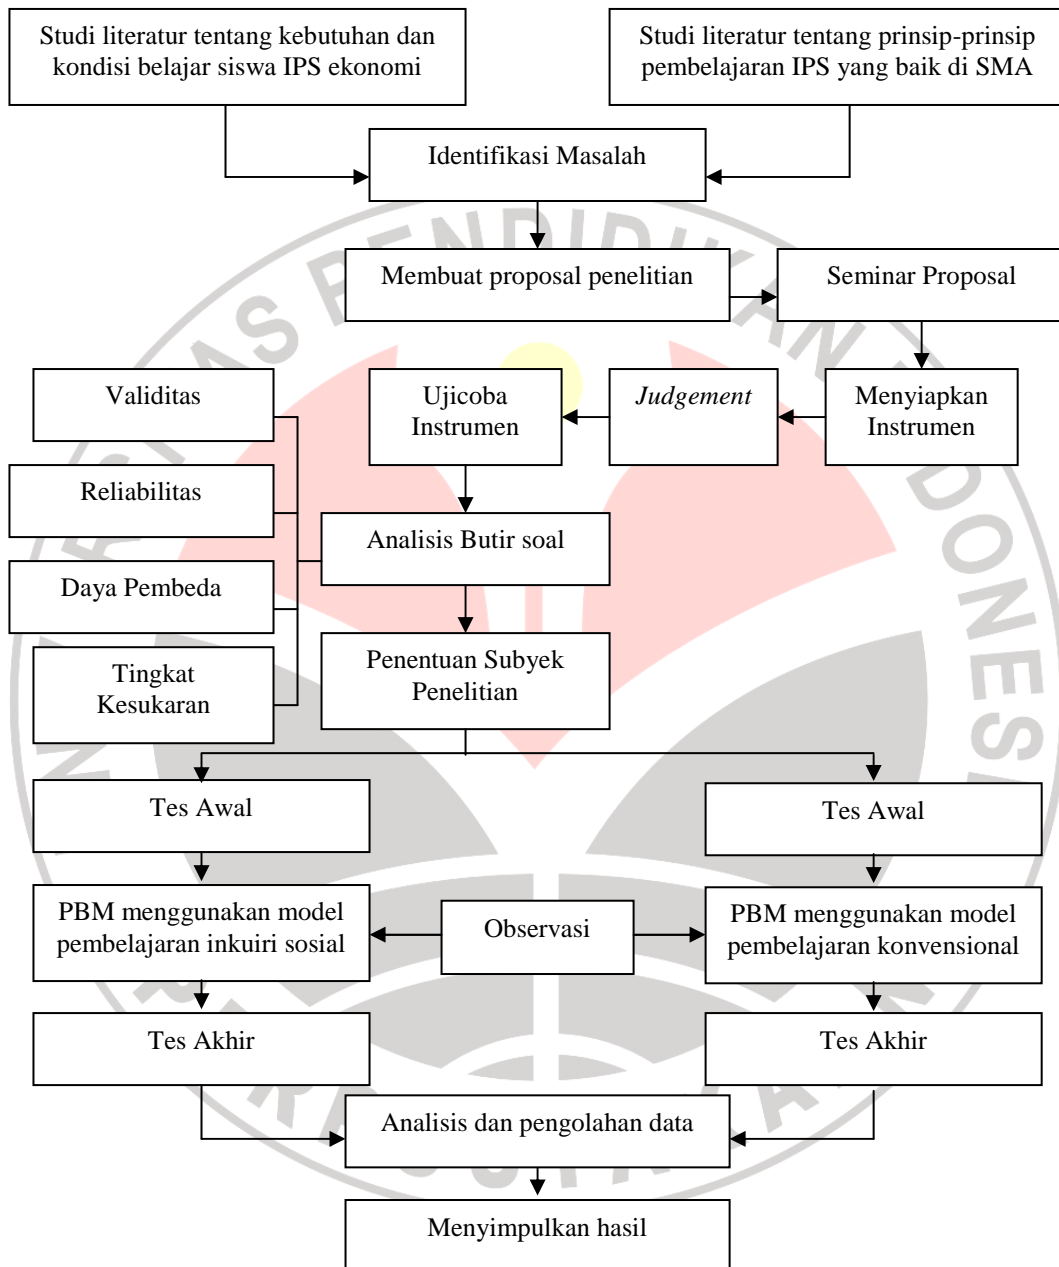 Studi literatur tentang kebutuhan dan
kondisi belajar siswa IPS ekonomi
Studi literatur tentang prinsip-prinsip
pembelajaran IPS yang baik di SMA
Identifikasi Masalah
Membuat proposal penelitian
Seminar Proposal
Validitas
Ujicoba
Instrumen
Judgement
Menyiapkan
Instrumen
Reliabilitas
Analisis Butir soal
Daya Pembeda
Tingkat
Kesukaran
Penentuan Subyek
Penelitian
Tes Awal
Tes Awal
PBM menggunakan model
pembelajaran inkuiri sosial
Observasi
PBM menggunakan model
pembelajaran konvensional
Tes Akhir
Tes Akhir
Analisis dan pengolahan data
Menyimpulkan hasil